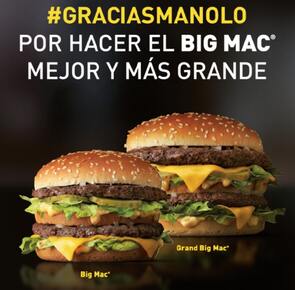 #GRACIASMANOLO
POR HACER EL BIG MAC®
MEJOR Y MÁS GRANDE
Grand Big Mac®
Big Mac®